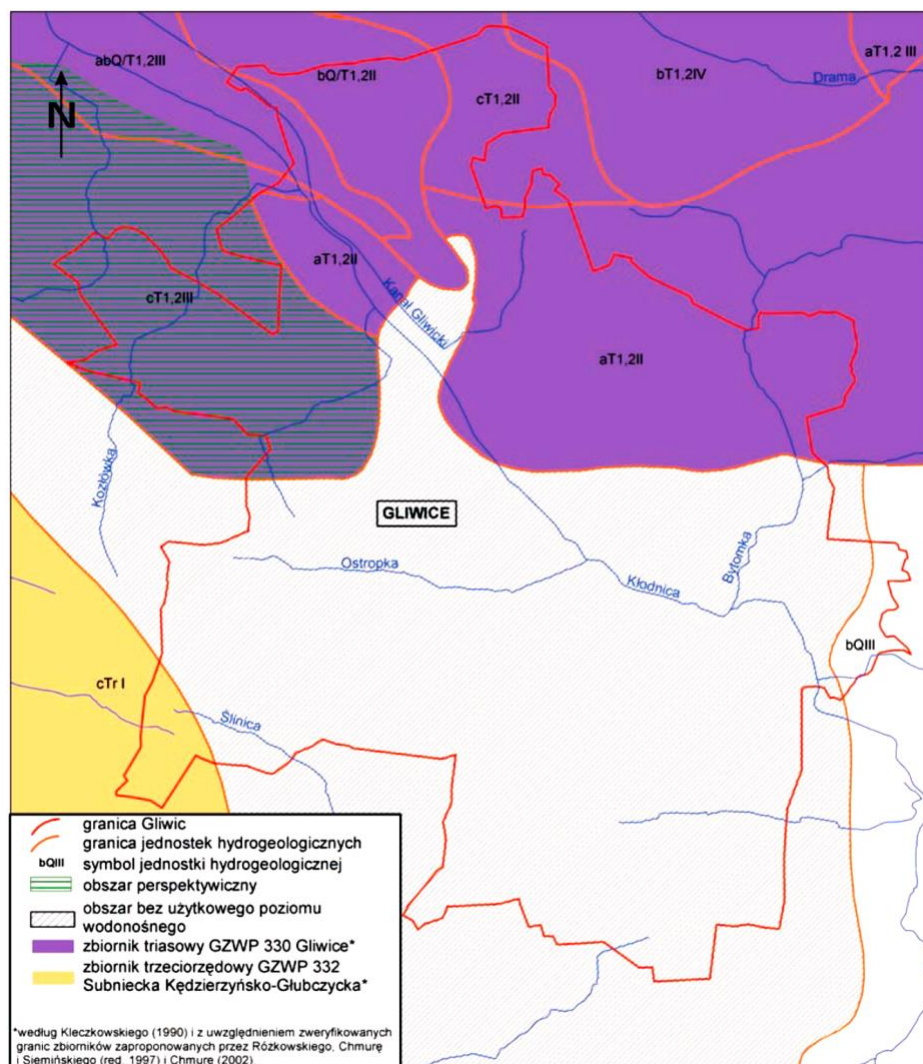 abQ/T1,2III
bQ/T1,2II
cT1,2II
bT1,2IV
aT1,2 III
Drama
N
aT1,2II
cT1,2III
Kanał Gliwicki
aT1,2II
Kozłówka
GLIWICE
Ostropka
Kłodnica
Bytomka
bQIII
cTr I
Ślinica
granica Gliwic
granica jednostek hydrogeologicznych
bQIII symbol jednostki hydrogeologicznej
obszar perspektywiczny
obszar bez użytkowego poziomu
wodonośnego
zbiornik triasowy GZWP 330 Gliwice*
zbiornik trzeciorzędowy GZWP 332
Subniecka Kędzierzyńsko-Głubczycka*
*według Kleczkowskiego (1990) i z uwzględnieniem zweryfikowanych
granic zbiorników zaproponowanych przez Różkowskiego, Chmurę
i Siemińskiego (red. 1997) i Chmurę (2002)